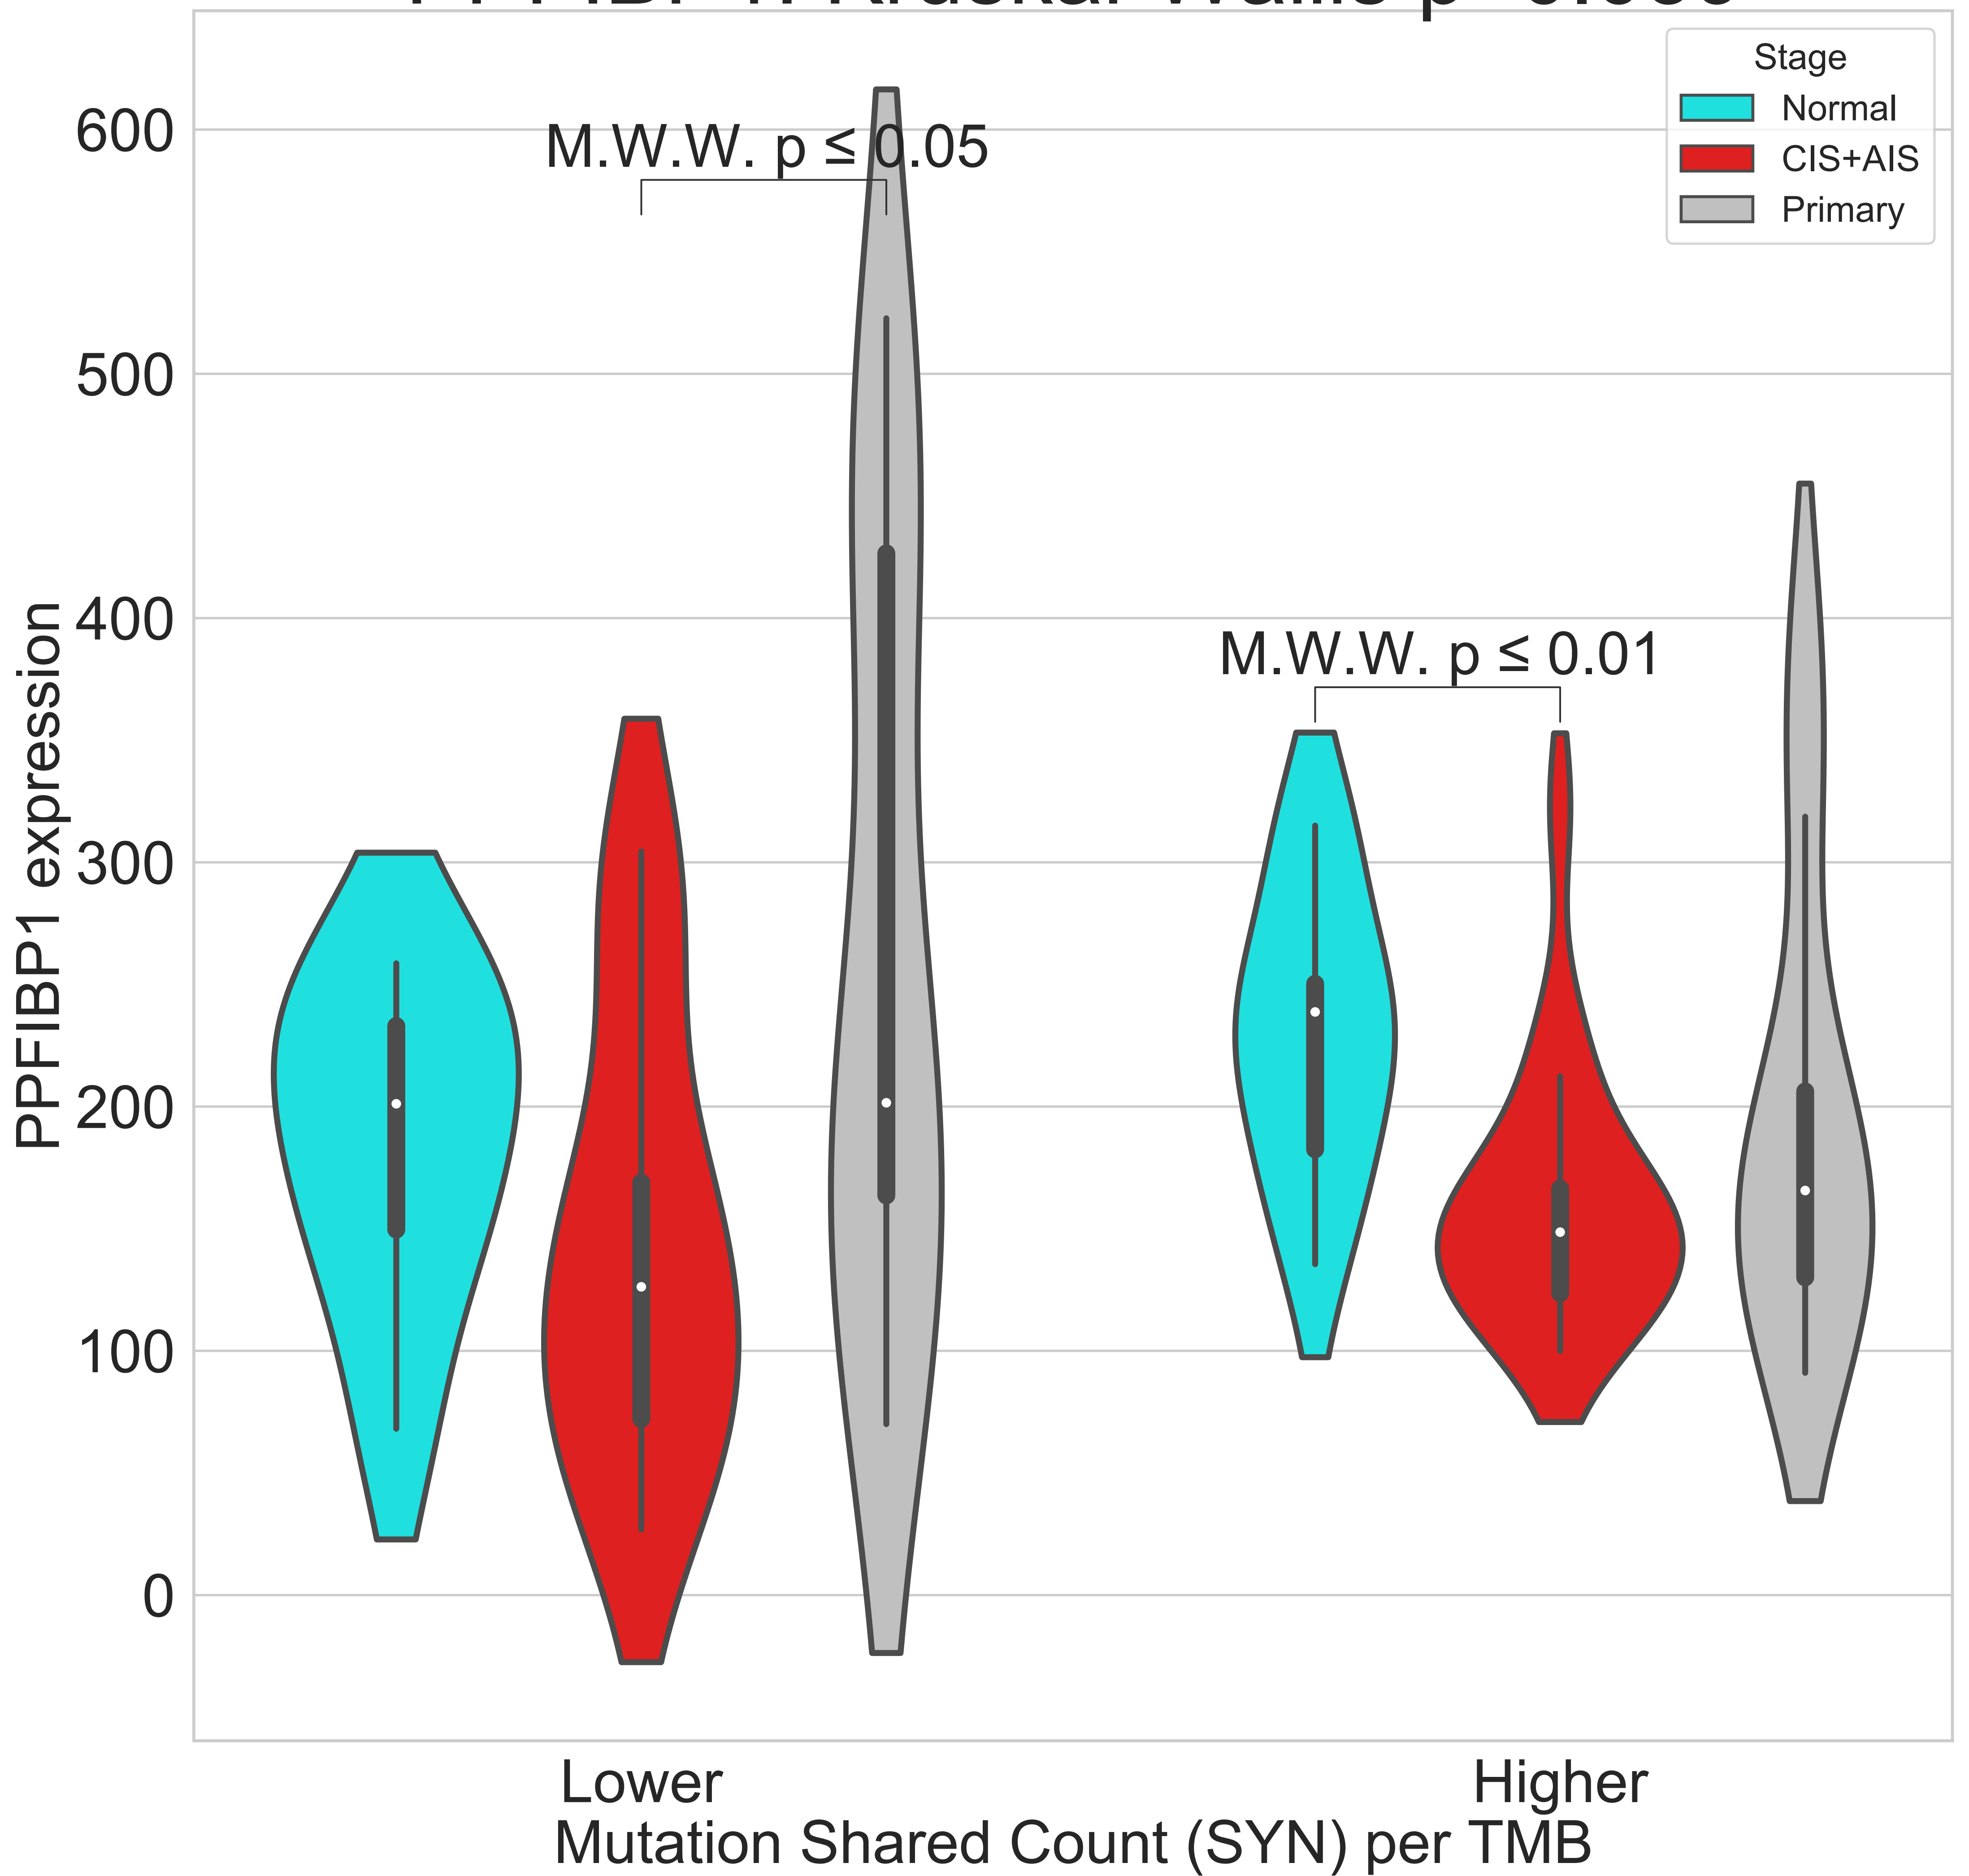 Stage
Normal
CIS+AIS
Primary
600
500
400
300
200
100
0
PPFIBP1 expression
M.W.W. p ≤ 0.05
M.W.W. p ≤ 0.01
Lower
Higher
Mutation Shared Count (SYN) per TMB